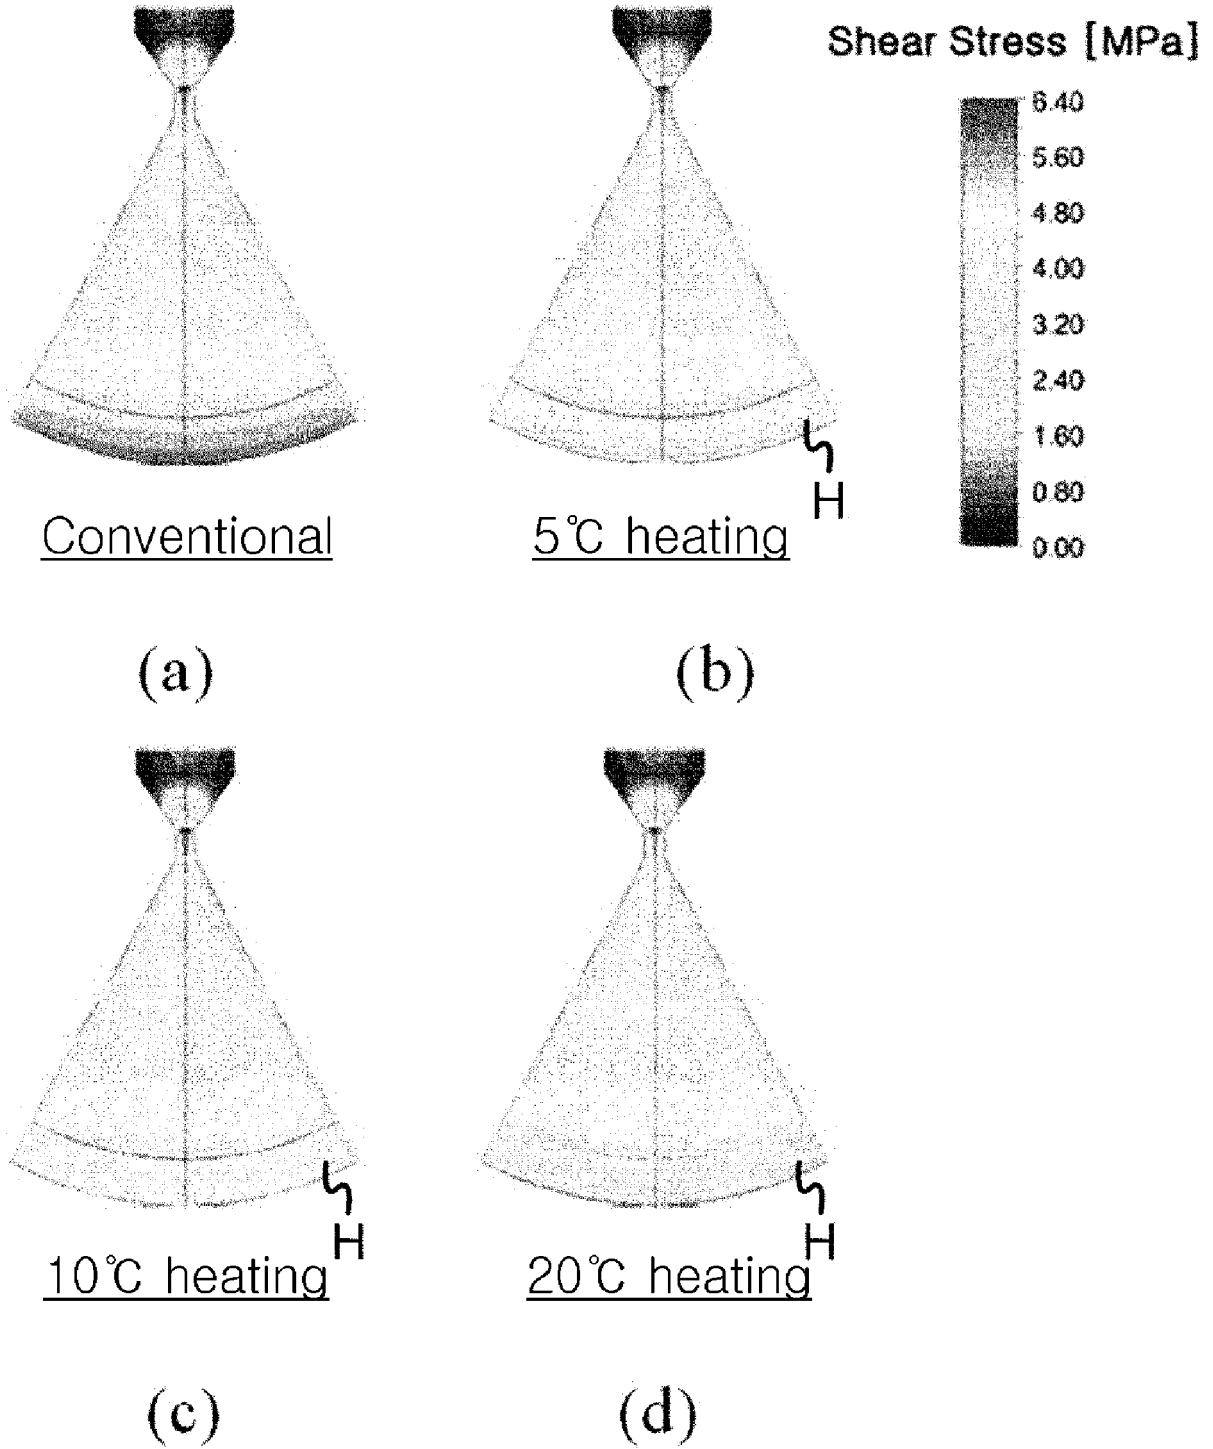 Shear Stress [MPa]
6.40
5.60
4.80
4.00
3.20
2.40
1.60
0.80
0.00
H
Conventional
5℃ heating
(a)
(b)
H
H
10℃ heating
20℃ heating
(c)
(d)